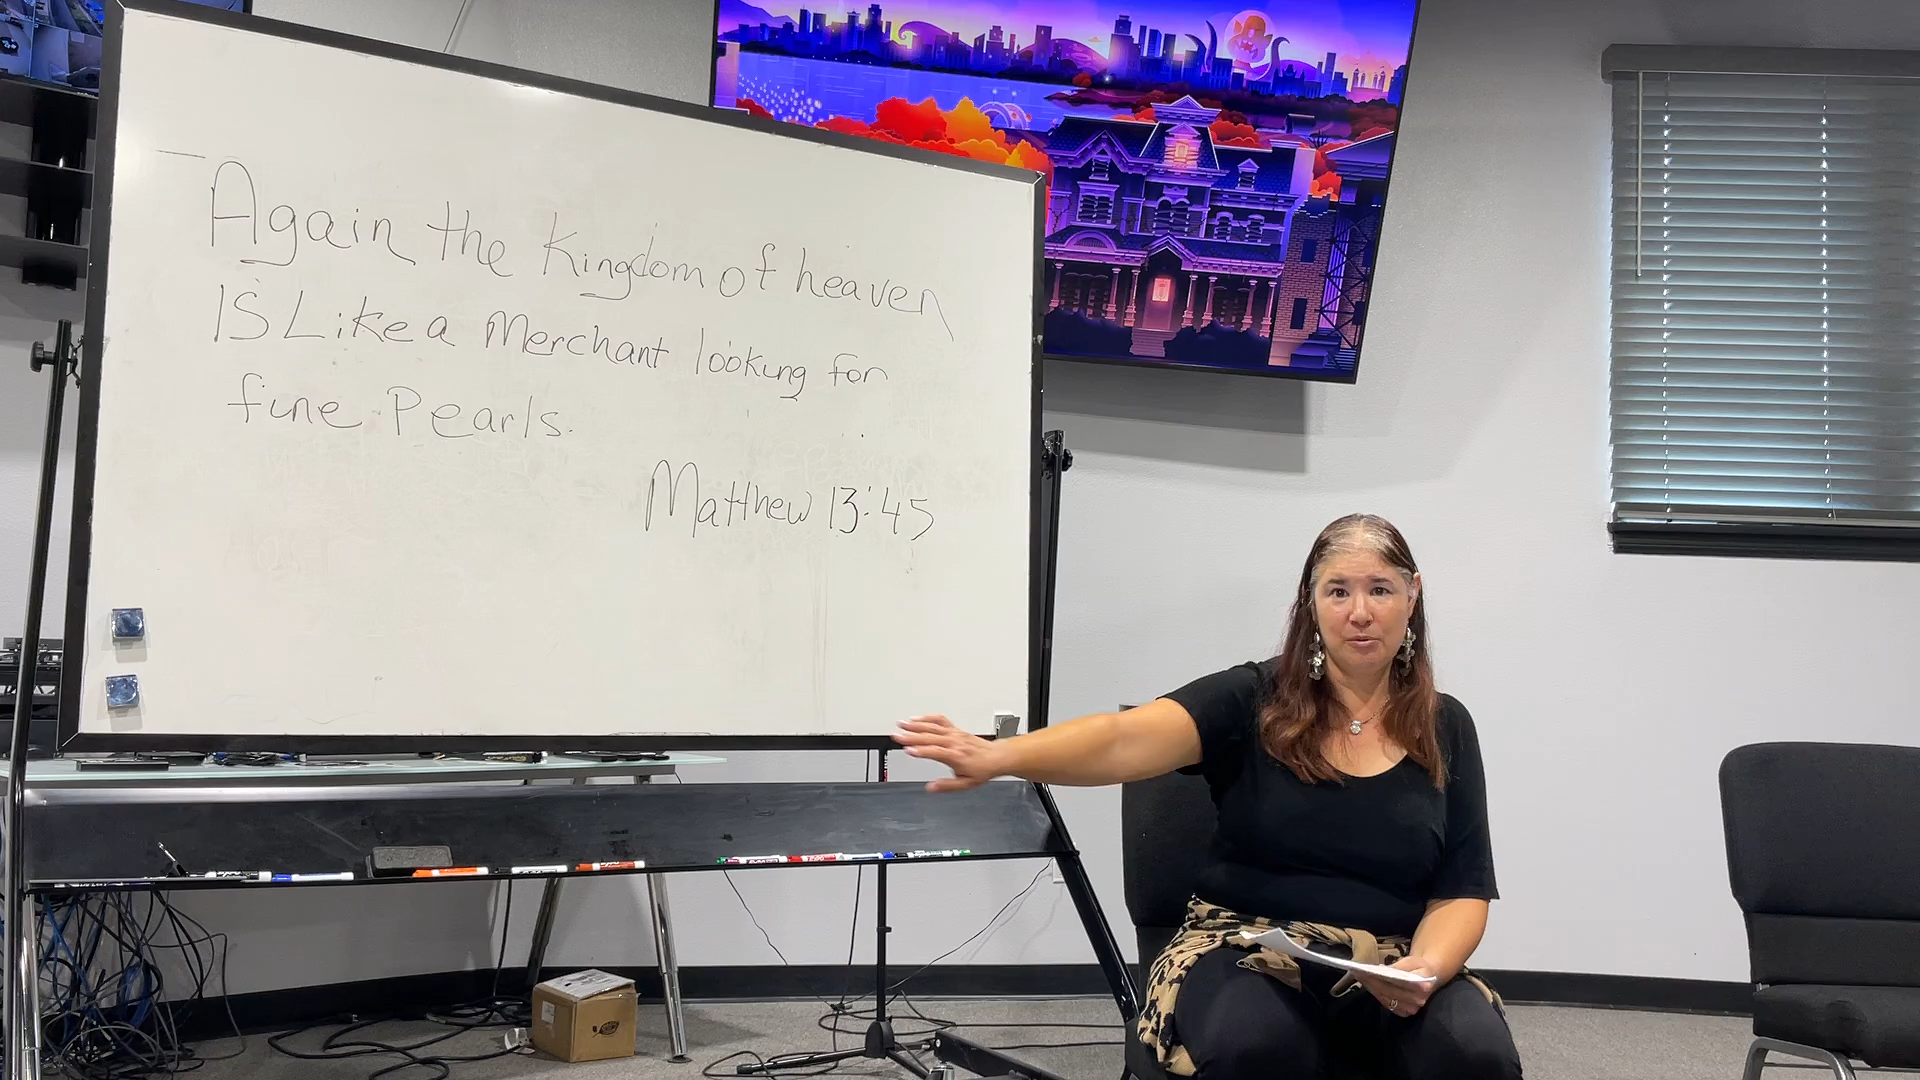 Again the Kingdom of heaven
Is Like a Merchant looking for
fine Pearls.
Matthew 13:45